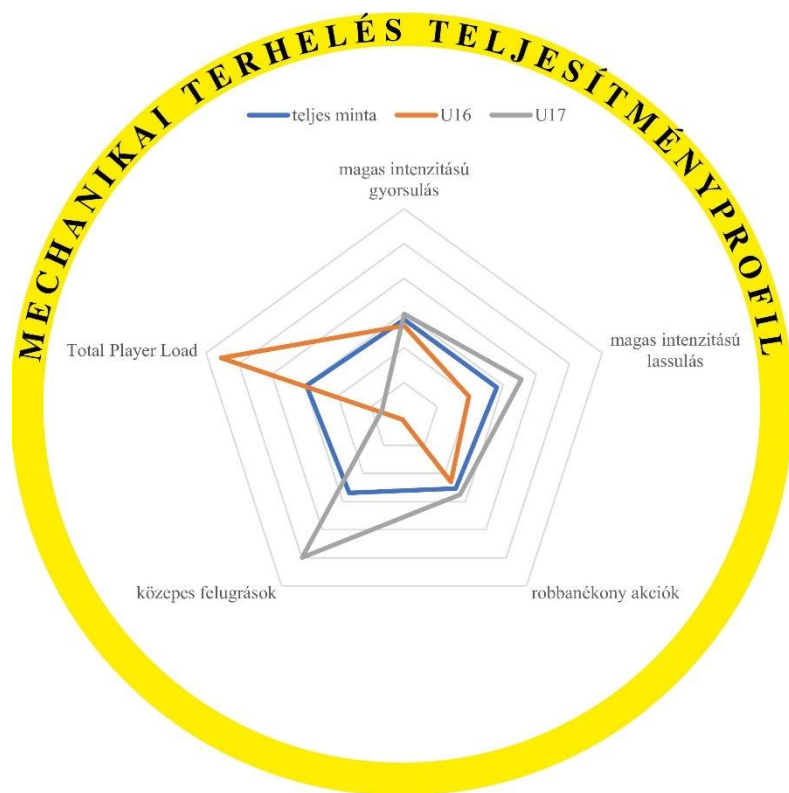 MECHANIKAI TERHELÉS TELJESÍTMÉNYPROFIL
teljes minta U16 U17
magas intenzitású
gyorsulás
Total Player Load
magas intenzitású
lassulás
közepes felugrások
robbanékony akciók